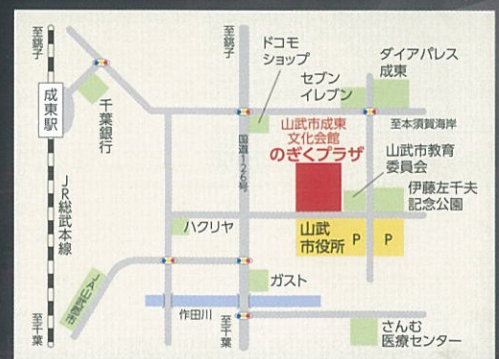 至銚子
至銚子
ドコモ
ショップ
ダイアパレス
成東
セブン
イレブン
成東駅
千葉銀行
国道126号
至本須賀海岸
山武市成東
文化会館
のぎくプラザ
山武市教育
委員会
伊藤左千夫
記念公園
JR総武本線
ハクリヤ
山武
市役所
P
P
JA山武郡市
ガスト
作田川
至千葉
至千葉
さんむ
医療センター